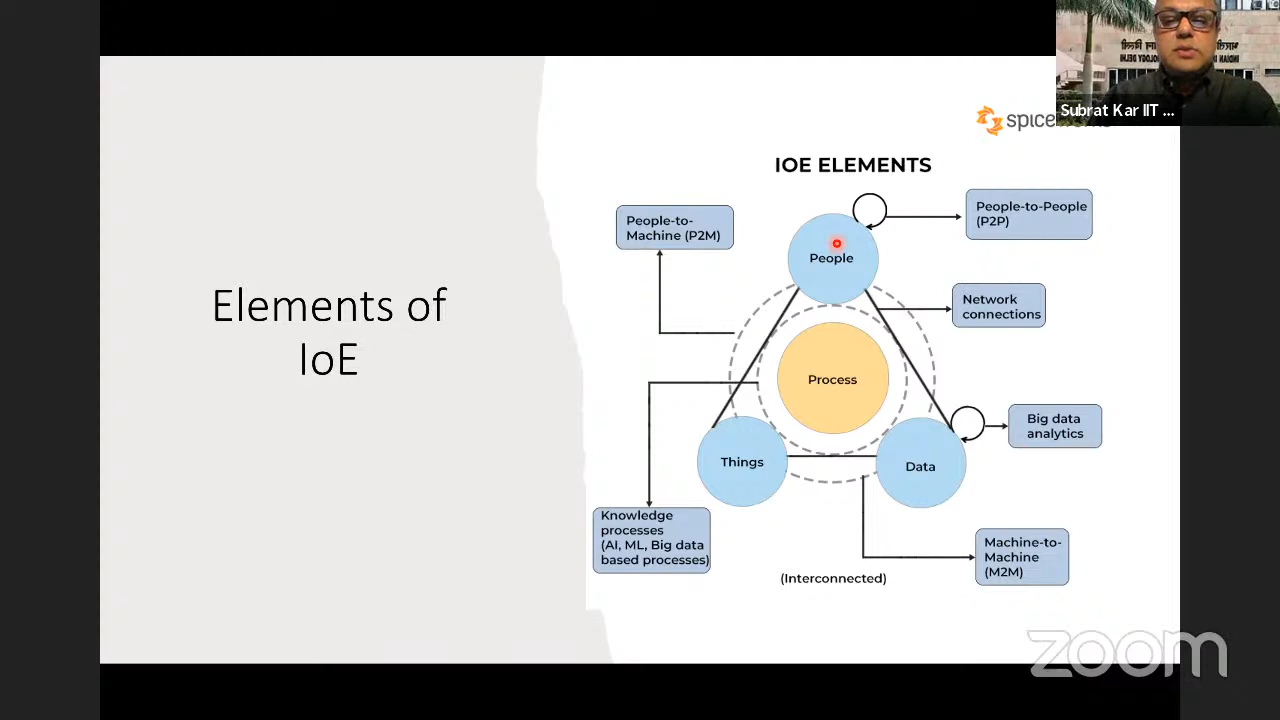 Subrat Kar IIT ...
spice
IOE ELEMENTS
Elements of
IoE
People-to-
Machine (P2M)
People-to-People
(P2P)
People
Network
connections
Process
Big data
analytics
Things
Data
Knowledge
processes
(AI, ML, Big data
based processes)
Machine-to-
Machine
(M2M)
(Interconnected)
zoom